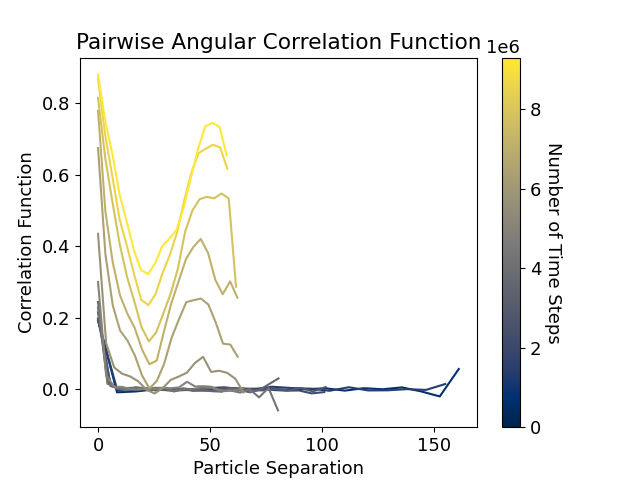 Pairwise Angular Correlation Function
1e6
0.8
0.6
0.4
0.2
0.0
Correlation Function
0
50
100
150
Particle Separation
8
6
4
2
0
Number of Time Steps